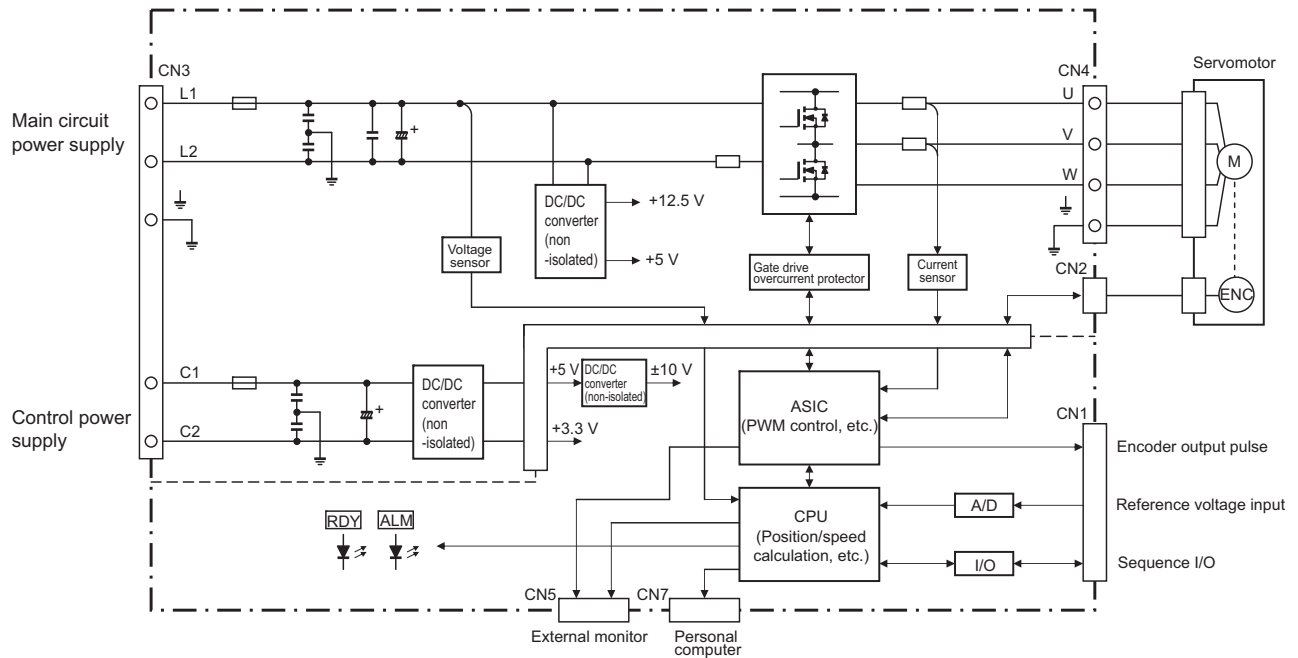 CN3
L1
Main circuit
power supply
L2
+
DC/DC
converter
(non
-isolated)
+12.5 V
+5 V
Voltage
sensor
Gate drive
overcurrent protector
Current
sensor
CN4
U
V
W
Servomotor
M
CN2
ENC
C1
Control power
supply
C2
+
DC/DC
converter
(non
-isolated)
+5 V
DC/DC
converter
(non-isolated)
±10 V
+3.3 V
ASIC
(PWM control, etc.)
CN1
Encoder output pulse
CPU
(Position/speed
calculation, etc.)
A/D
Reference voltage input
I/O
Sequence I/O
RDY
ALM
CN5
External monitor
CN7
Personal
computer